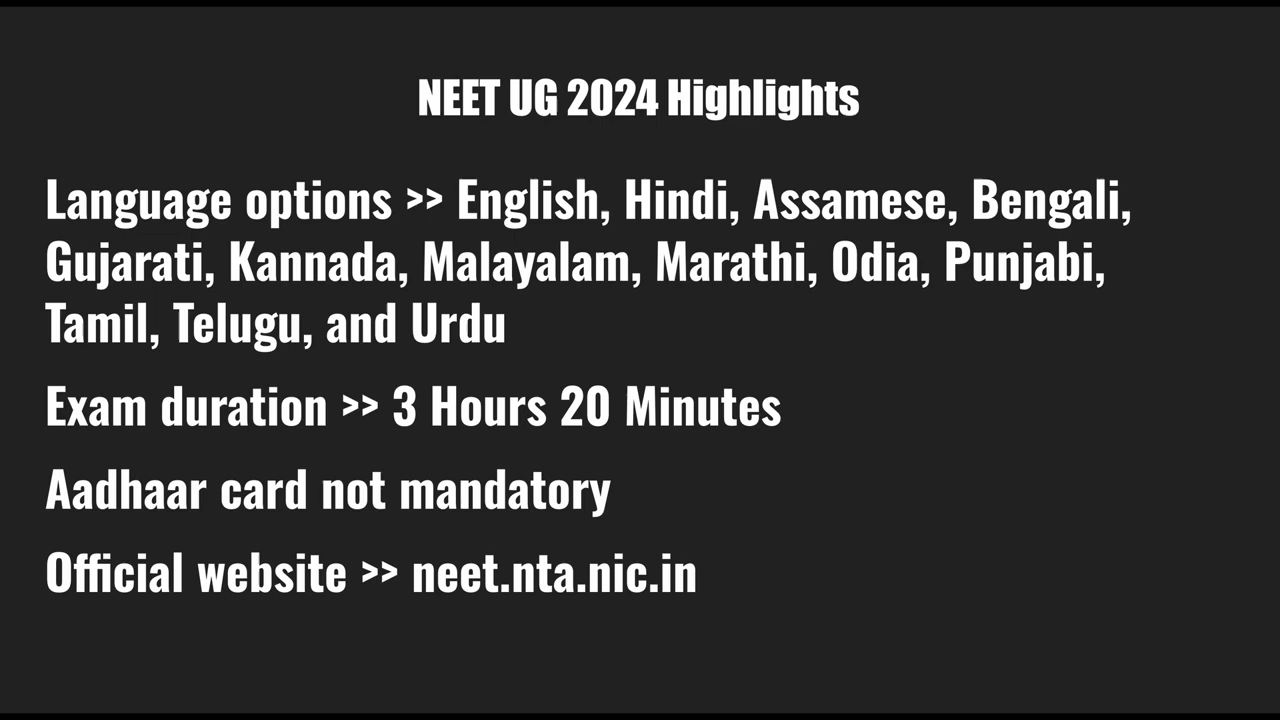 NEET UG 2024 Highlights
Language options >> English, Hindi, Assamese, Bengali,
Gujarati, Kannada, Malayalam, Marathi, Odia, Punjabi,
Tamil, Telugu, and Urdu
Exam duration >> 3 Hours 20 Minutes
Aadhaar card not mandatory
Official website >> neet.nta.nic.in